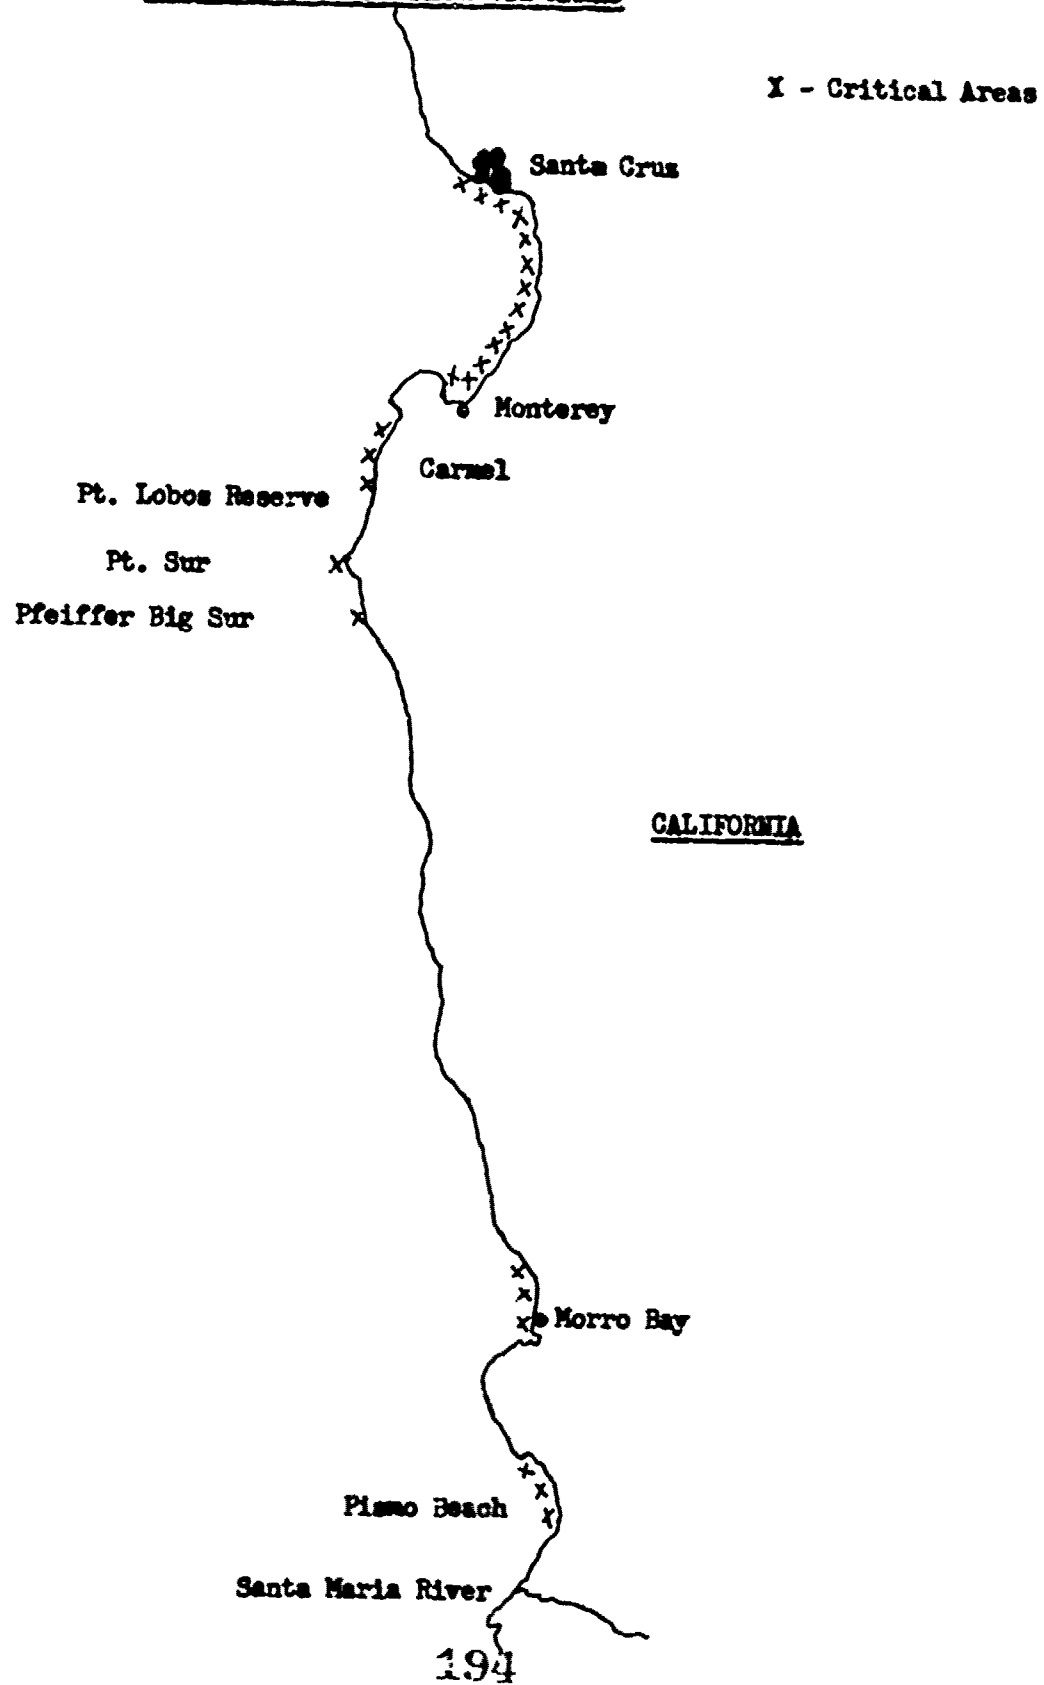 X - Critical Areas
Santa Cruz
Monterey
Carmel
Pt. Lobos Reserve
Pt. Sur
Pfeiffer Big Sur
CALIFORNIA
Morro Bay
Pismo Beach
Santa Maria River
194